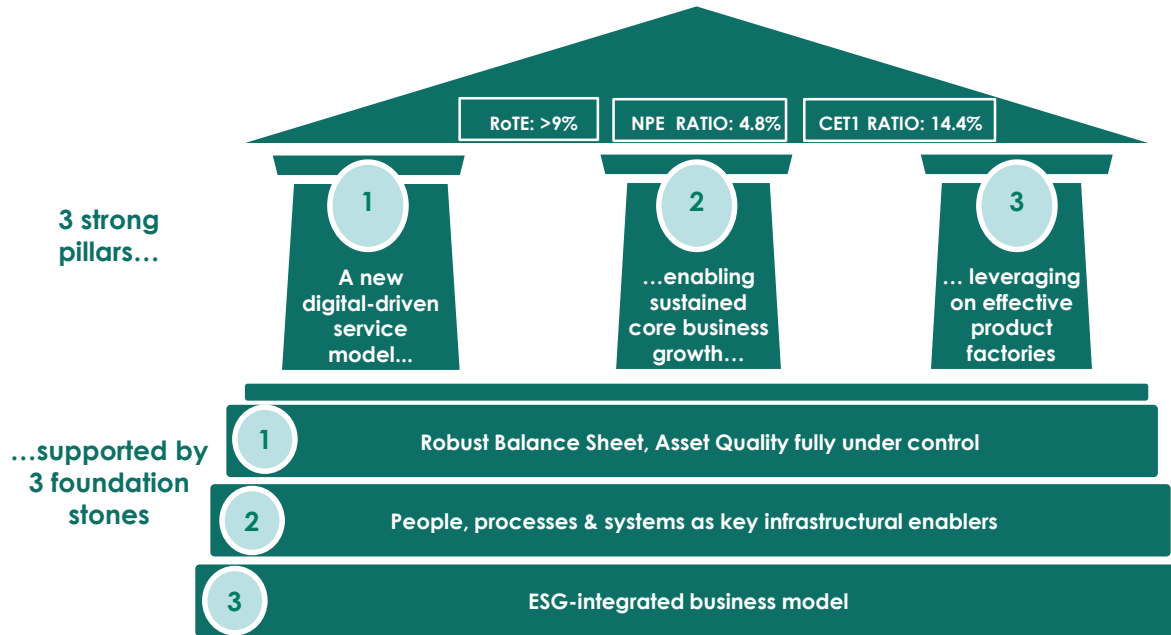 RoTE: >9%
NPE RATIO: 4.8%
CET1 RATIO: 14.4%
3 strong
pillars…
1
A new
digital-driven
service
model...
2
…enabling
sustained
core business
growth…
3
… leveraging
on effective
product
factories
…supported by
3 foundation
stones
1
Robust Balance Sheet, Asset Quality fully under control
2
People, processes & systems as key infrastructural enablers
3
ESG-integrated business model